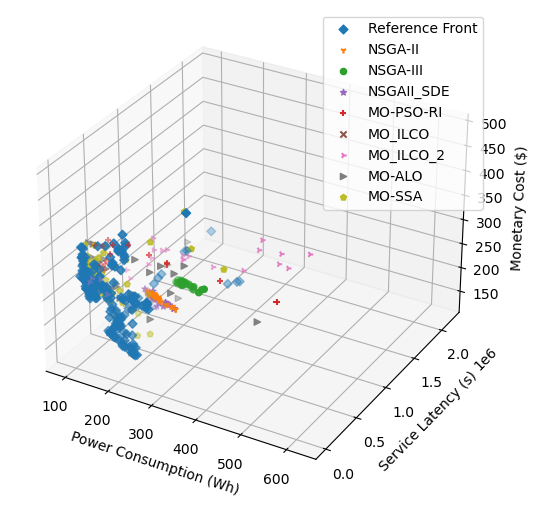 Reference Front
NSGA-II
NSGA-III
NSGAII_SDE
MO-PSO-RI
MO_ILCO
MO_ILCO_2
MO-ALO
MO-SSA
500
450
400
350
300
250
200
150
Monetary Cost ($)
2.0
1.5
1.0
0.5
0.0
Service Latency (s) 1e6
100
200
300
400
500
600
Power Consumption (Wh)